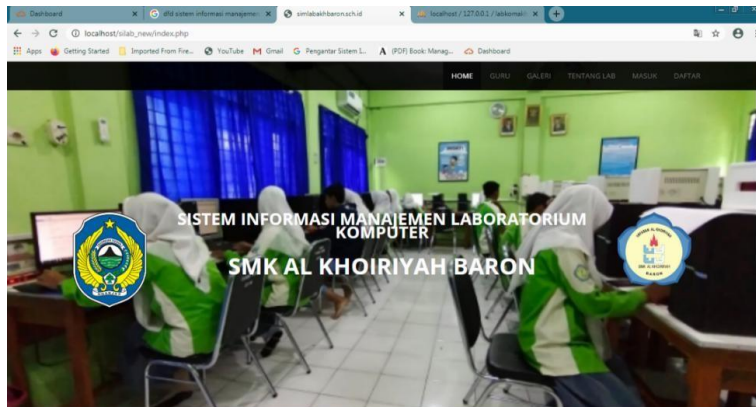 Dashboard
dfd sistem informasi manajemen
simlabakhbaron.sch.id
localhost / 127.0.0.1 / labkomakh
localhost/silab_new/index.php
Apps Getting Started Imported From Fire... YouTube Gmail Pengantar Sistem I... (PDF) Book: Manag... Dashboard
HOME GURU GALERI TENTANG LAB MASUK DAFTAR
SISTEM INFORMASI MANAJEMEN LABORATORIUM
KOMPUTER
SMK AL KHOIRIYAH BARON